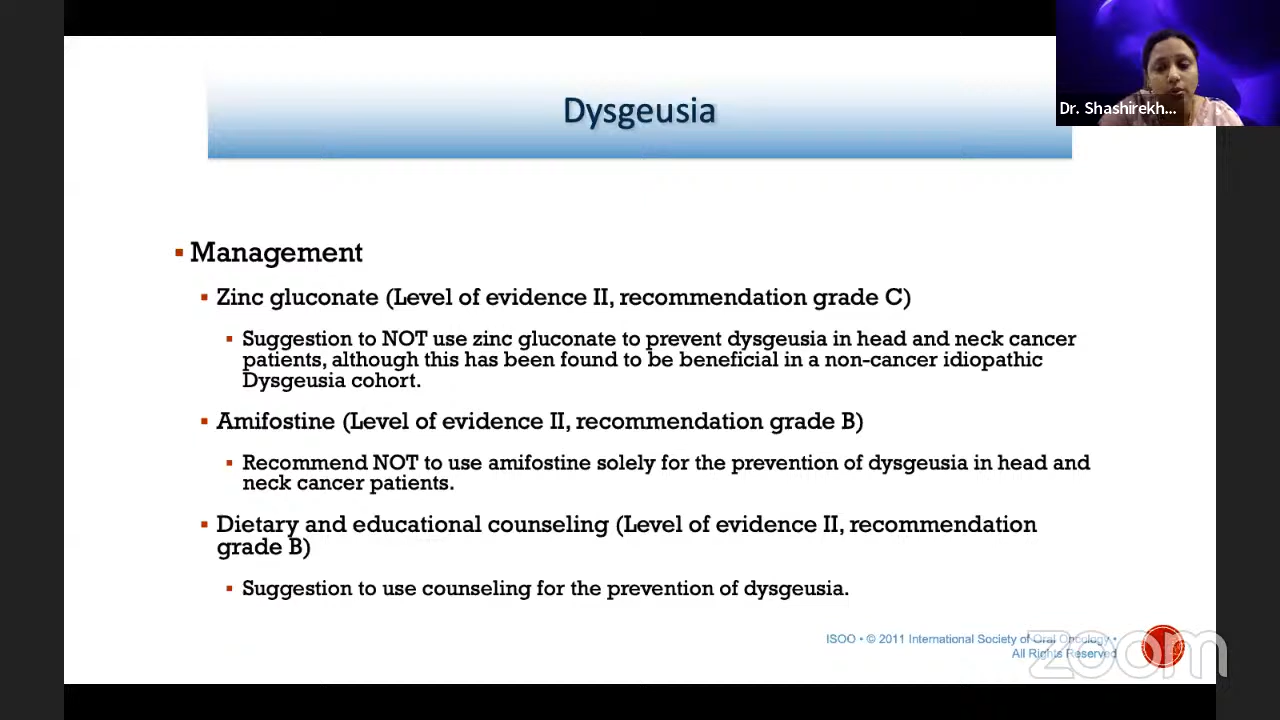 Dysgeusia
Dr. Shashirekh...
Management
Zinc gluconate (Level of evidence II, recommendation grade C)
Suggestion to NOT use zinc gluconate to prevent dysgeusia in head and neck cancer
patients, although this has been found to be beneficial in a non-cancer idiopathic
Dysgeusia cohort.
Amifostine (Level of evidence II, recommendation grade B)
Recommend NOT to use amifostine solely for the prevention of dysgeusia in head and
neck cancer patients.
Dietary and educational counseling (Level of evidence II, recommendation
grade B)
Suggestion to use counseling for the prevention of dysgeusia.
ISOO • © 2011 International Society of Oral Oncology •
All Rights Reserved
zoom